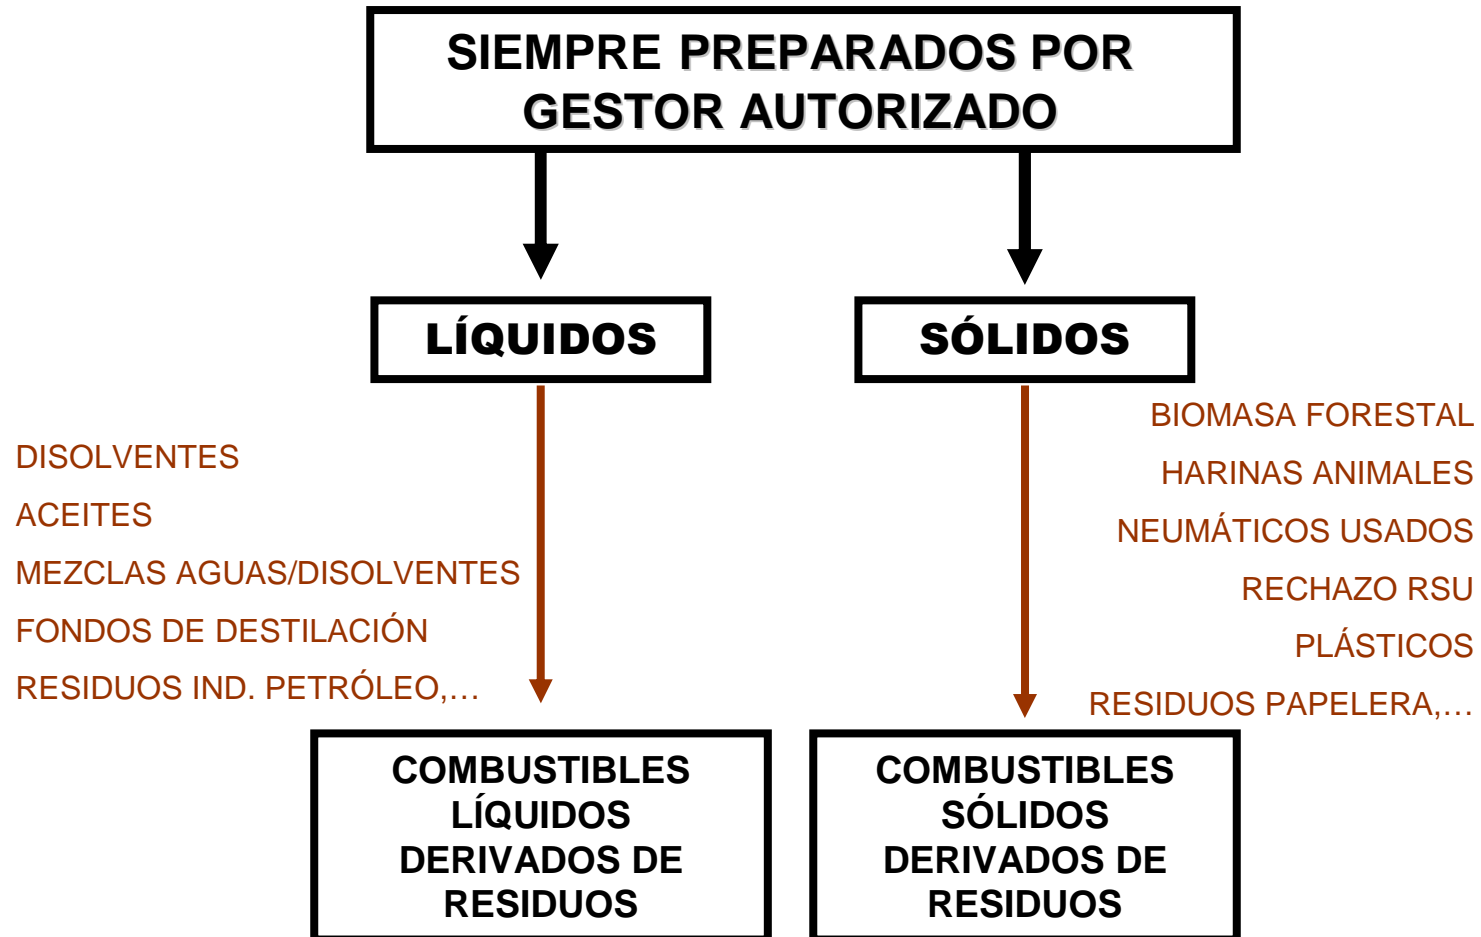 SIEMPRE PREPARADOS POR
GESTOR AUTORIZADO
LÍQUIDOS
SÓLIDOS
DISOLVENTES
ACEITES
MEZCLAS AGUAS/DISOLVENTES
FONDOS DE DESTILACIÓN
RESIDUOS IND. PETRÓLEO,…
BIOMASA FORESTAL
HARINAS ANIMALES
NEUMÁTICOS USADOS
RECHAZO RSU
PLÁSTICOS
RESIDUOS PAPELERA,…
COMBUSTIBLES
LÍQUIDOS
DERIVADOS DE
RESIDUOS
COMBUSTIBLES
SÓLIDOS
DERIVADOS DE
RESIDUOS